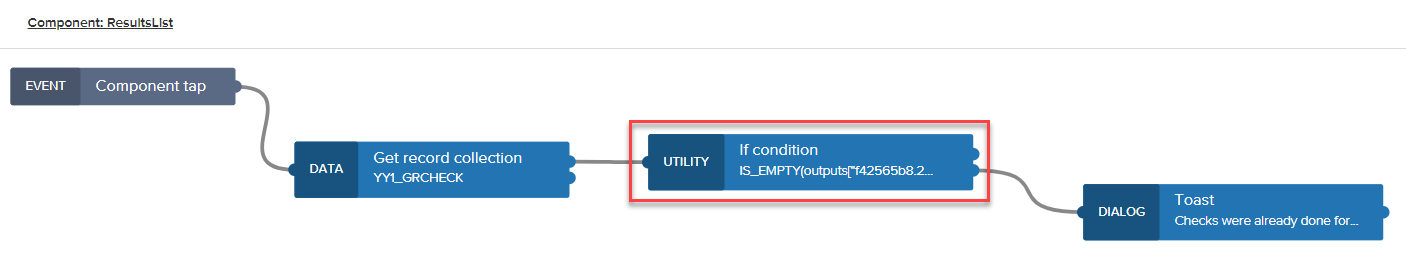 Component: ResultsList
EVENT
Component tap
DATA
Get record collection
YY1_GRCHECK
UTILITY
If condition
IS_EMPTY(outputs["f42565b8.2...
DIALOG
Toast
Checks were already done for...